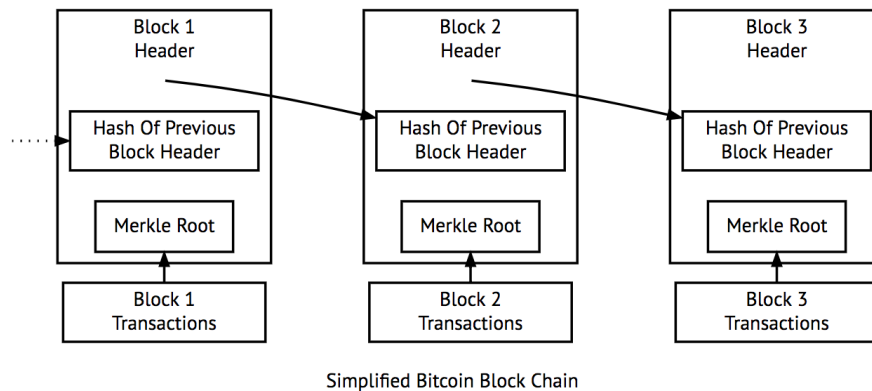 Block 1
Header
Hash Of Previous
Block Header
Merkle Root
Block 1
Transactions
Block 2
Header
Hash Of Previous
Block Header
Merkle Root
Block 2
Transactions
Block 3
Header
Hash Of Previous
Block Header
Merkle Root
Block 3
Transactions
Simplified Bitcoin Block Chain